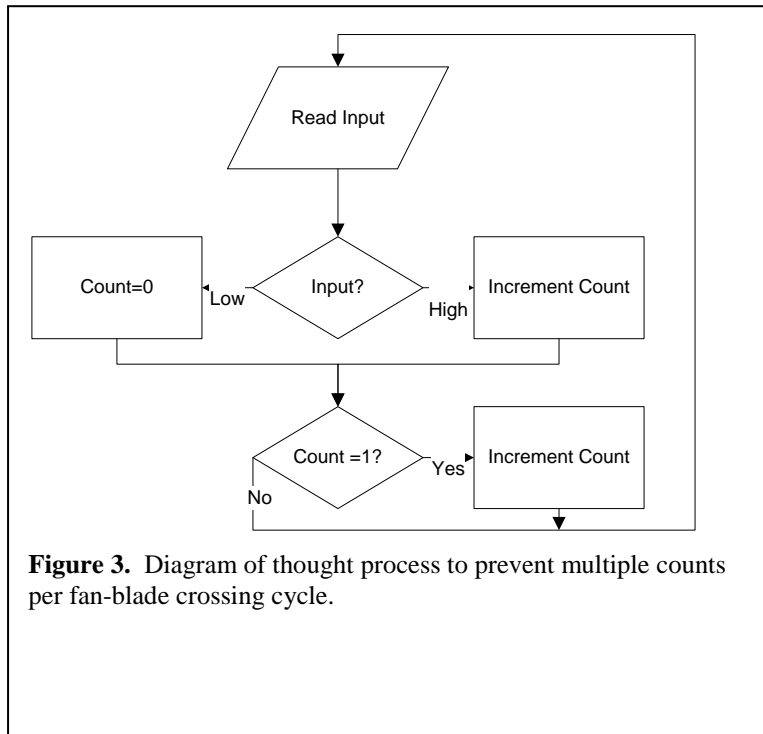 Read Input
Count=0
Low
Input?
High
Increment Count
Count =1?
Yes
Increment Count
No
Figure 3. Diagram of thought process to prevent multiple counts
per fan-blade crossing cycle.